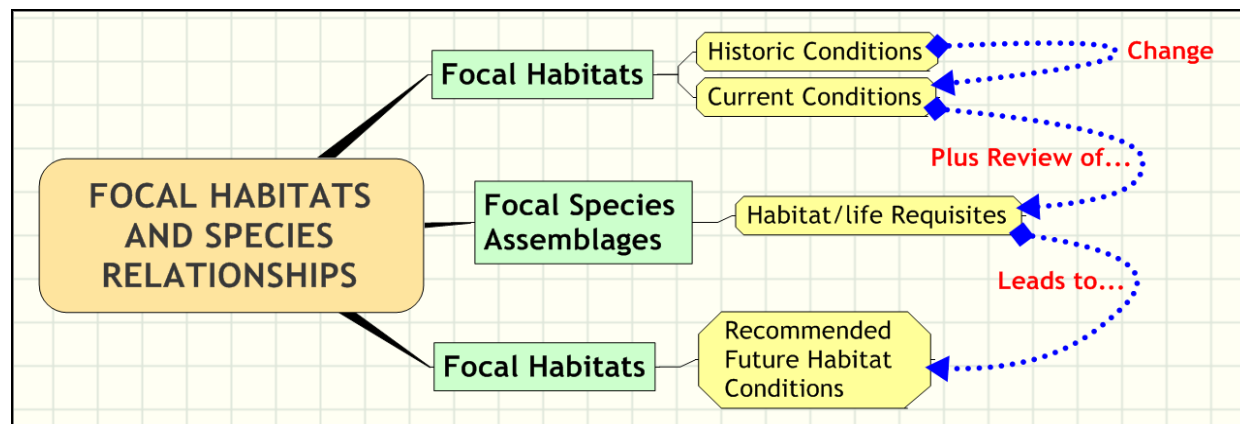 FOCAL HABITATS
AND SPECIES
RELATIONSHIPS
Focal Habitats
Historic Conditions
Current Conditions
Change
Plus Review of...
Focal Species
Assemblages
Habitat/life Requisites
Leads to...
Focal Habitats
Recommended
Future Habitat
Conditions